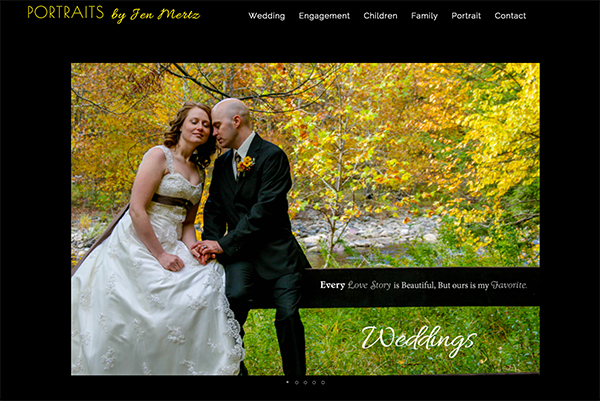 PORTRAITS by Jen Mertz
Wedding Engagement Children Family Portrait Contact
Every Love Story is Beautiful, But ours is my Favorite.
Weddings